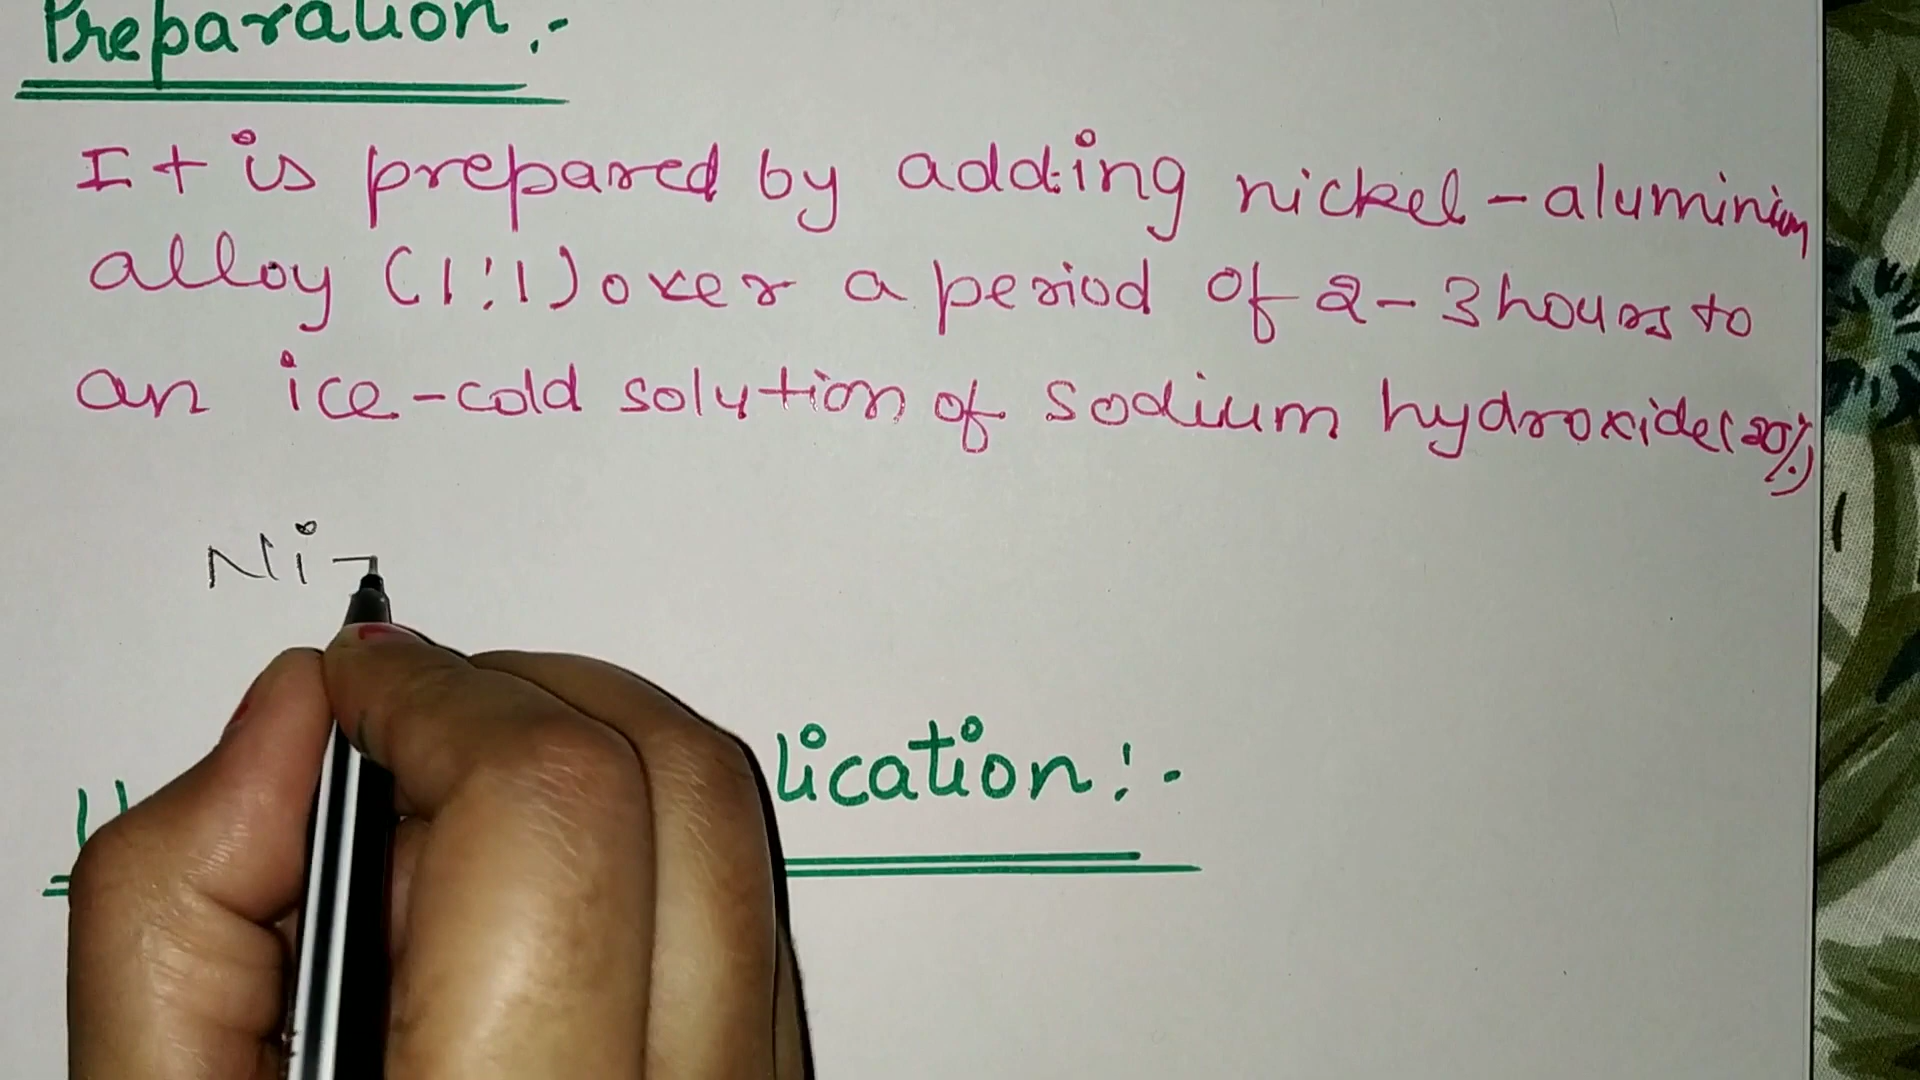 Preparation :-
It is prepared by adding nickel - aluminium
alloy (1:1) over a period of 2-3 hours to
an ice-cold solution of sodium hydroxide (20%)
Ni -
lication :-